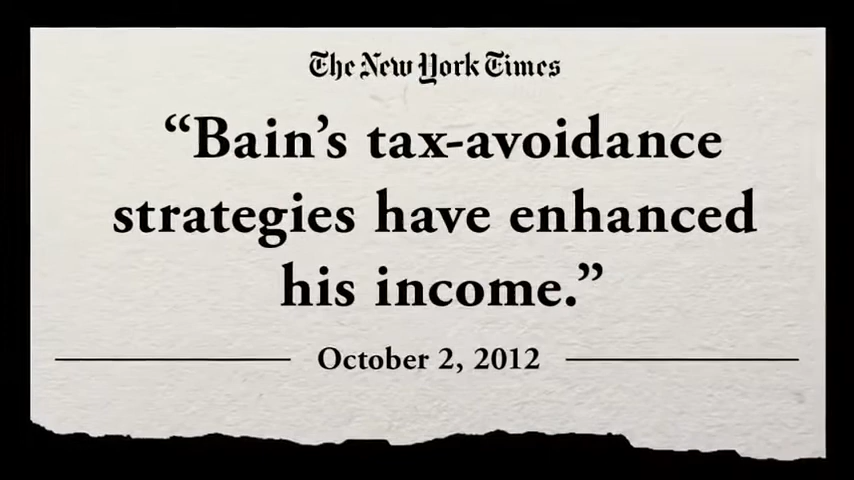 The New York Times
“Bain’s tax-avoidance
strategies have enhanced
his income.”
October 2, 2012